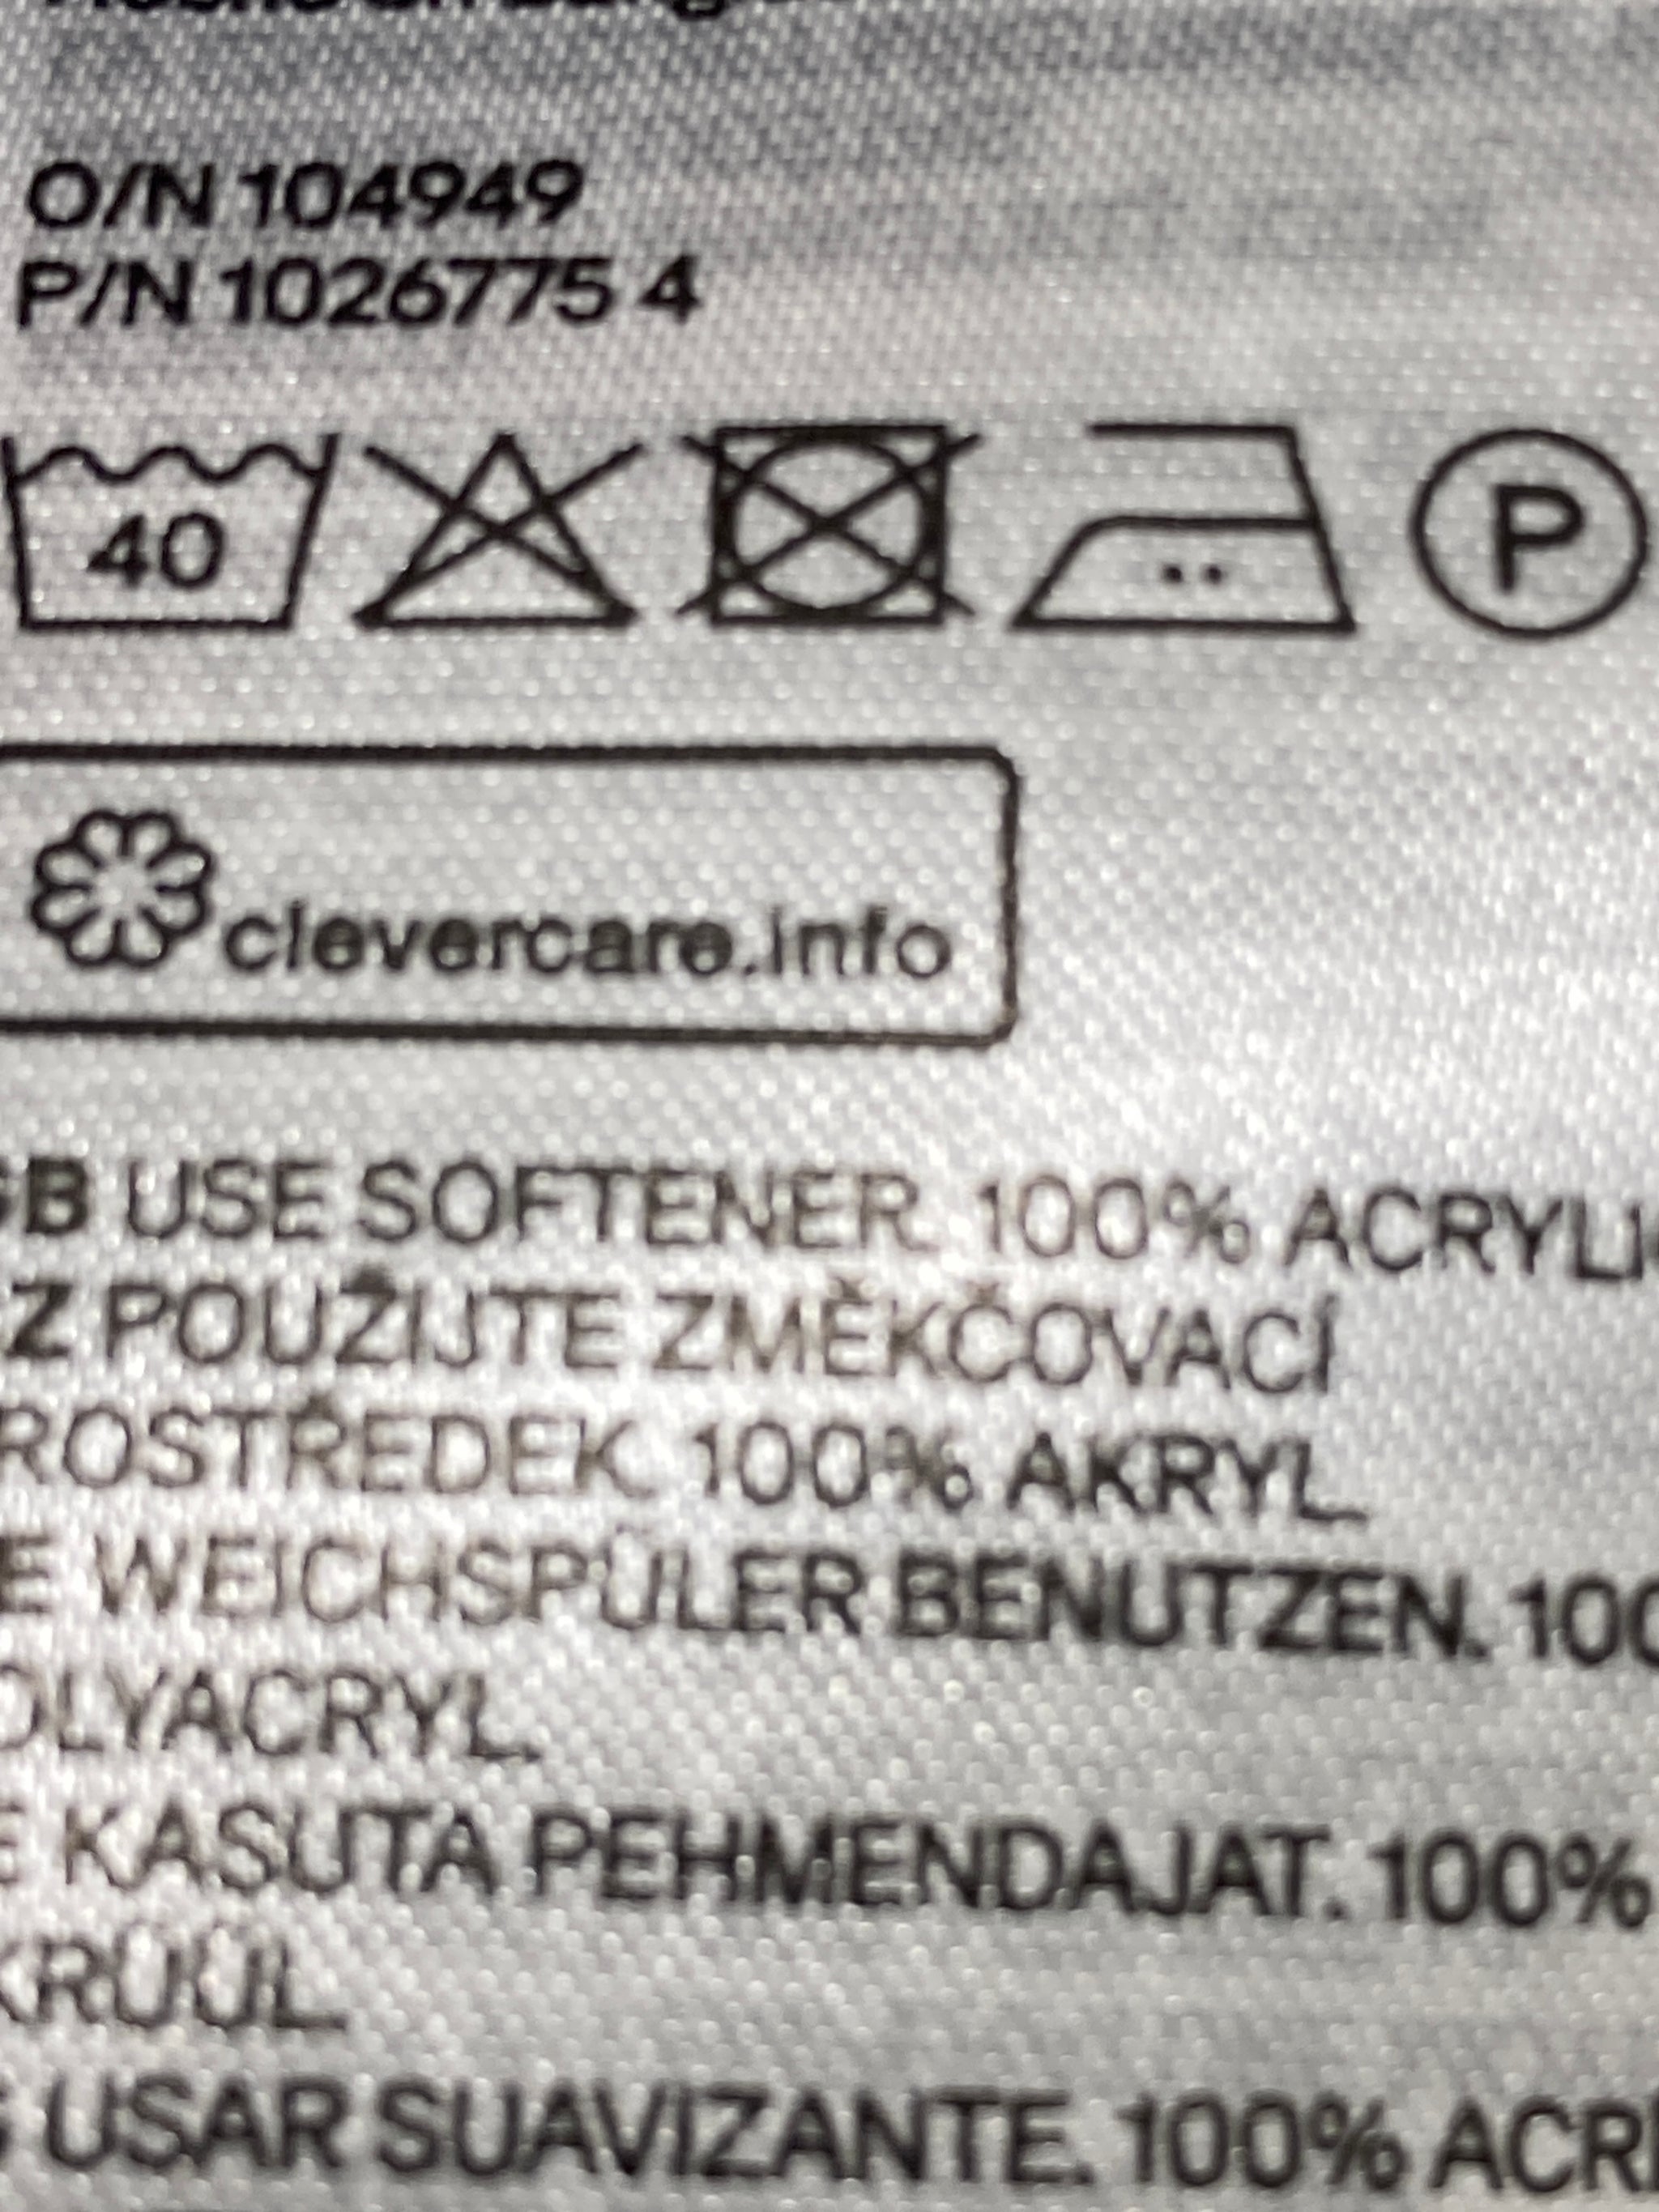 O/N 104949
P/N 1026775 4
40
P
clevercare.info
GB USE SOFTENER. 100% ACRYLI
Z POUŽIJTE ZMĚKČOVACÍ
ROSTŘEDEK. 100% AKRYL.
E WEICHSPÜLER BENUTZEN. 100
OLYACRYL.
E KASUTA PEHMENDAJAT. 100%
KRÜÜL.
USAR SUAVIZANTE. 100% ACRÍ